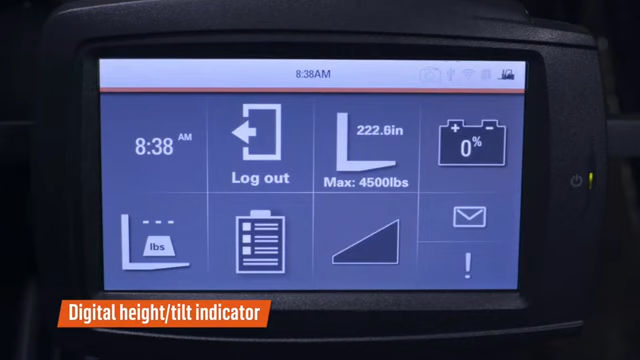 8:38AM
8:38 AM
Log out
222.6in
Max: 4500lbs
+ -
0%
lbs
!
Digital height/tilt indicator